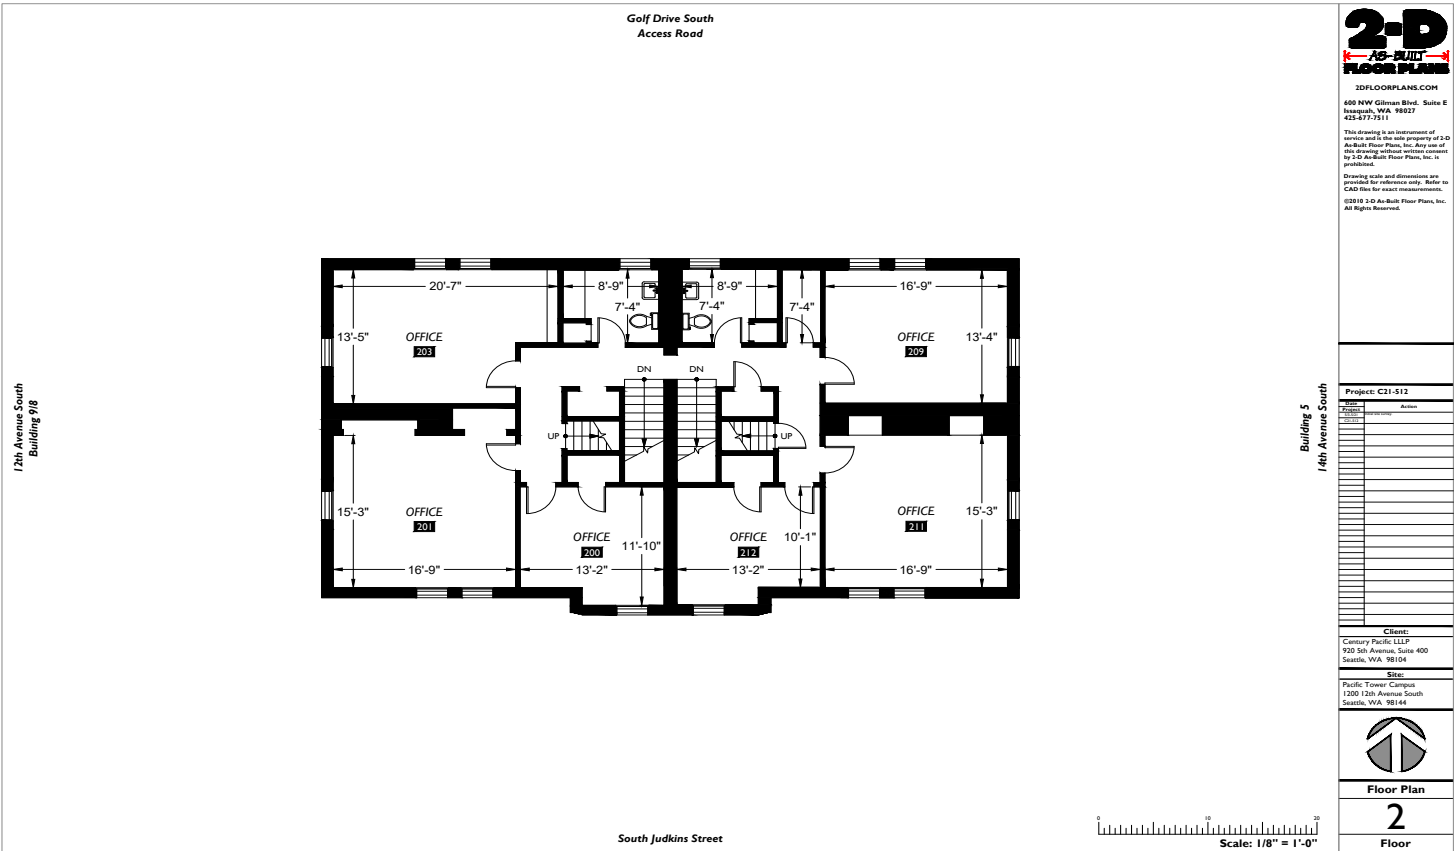 Golf Drive South
Access Road
12th Avenue South
Building 9/8
20'-7"
8'-9"
8'-9"
16'-9"
7'-4"
7'-4"
7'-4"
13'-5"
OFFICE
203
OFFICE
209
13'-4"
DN
DN
UP
UP
15'-3"
OFFICE
201
16'-9"
OFFICE
200
11'-10"
13'-2"
OFFICE
212
10'-1"
13'-2"
OFFICE
211
15'-3"
16'-9"
Building 5
14th Avenue South
South Judkins Street
0 10 20
Scale: 1/8" = 1'-0"
2-D
AS-BUILT
FLOOR PLANS
2DFLOORPLANS.COM
600 NW Gilman Blvd. Suite E
Issaquah, WA 98027
425-677-7511
This drawing is an instrument of
service and is the sole property of 2-D
As-Built Floor Plans, Inc. Any use of
this drawing without written consent
by 2-D As-Built Floor Plans, Inc. is
prohibited.
Drawing scale and dimensions are
provided for reference only. Refer to
CAD files for exact measurements.
©2010 2-D As-Built Floor Plans, Inc.
All Rights Reserved.
Project: C21-512
Date
Project
Action
Client:
Century Pacific LLLP
920 5th Avenue, Suite 400
Seattle, WA 98104
Site:
Pacific Tower Campus
1200 12th Avenue South
Seattle, WA 98144
Floor Plan
2
Floor